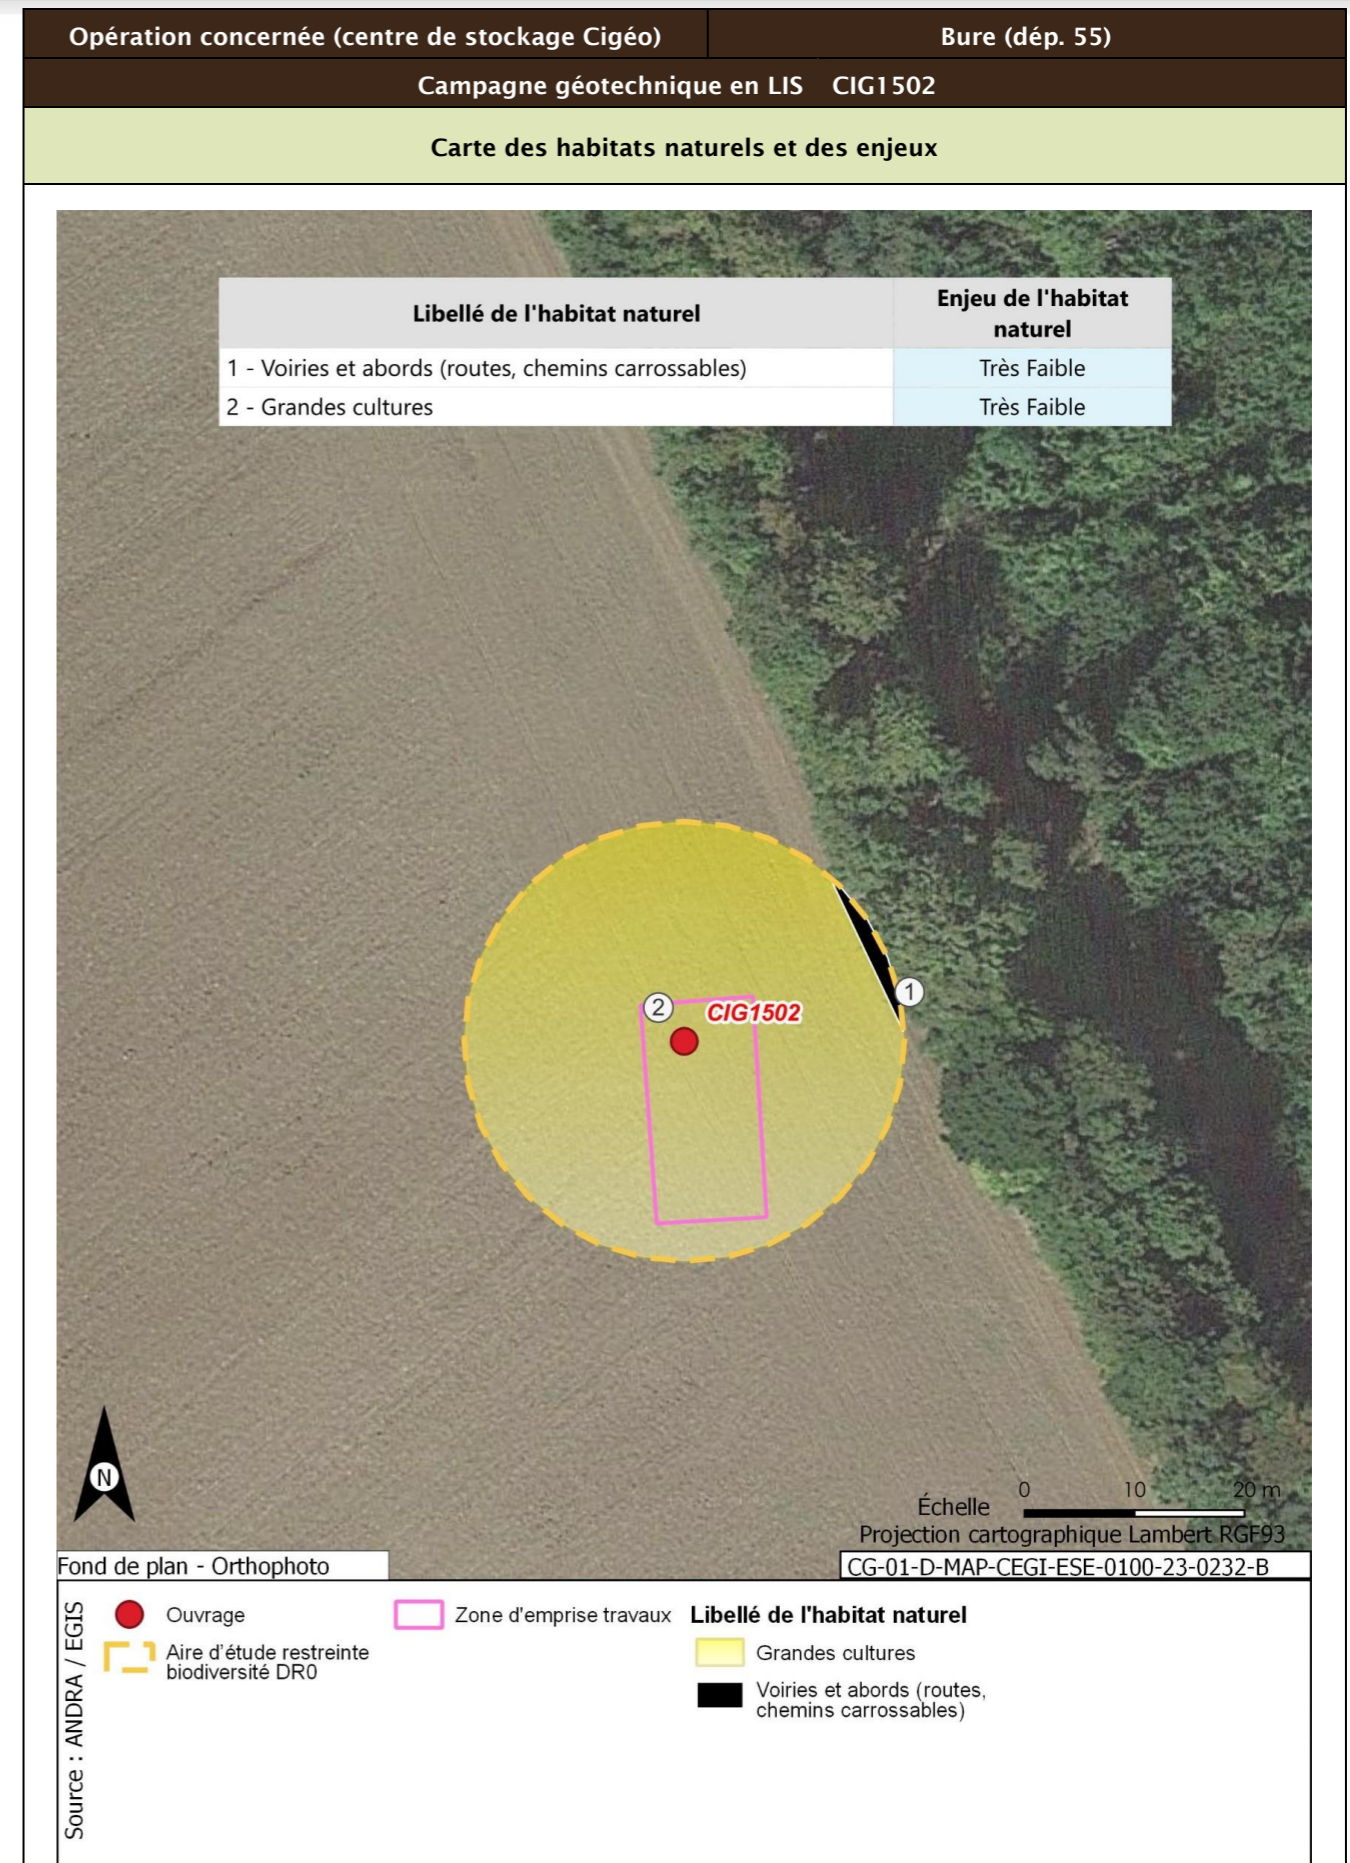 Opération concernée (centre de stockage Cigéo) Bure (dép. 55)
Campagne géotechnique en LIS CIG1502
Carte des habitats naturels et des enjeux
Libellé de l'habitat naturel Enjeu de l'habitat
naturel
1 - Voiries et abords (routes, chemins carrossables) Très Faible
2 - Grandes cultures Très Faible
1
2
CIG1502
N
0 10 20 m
Échelle
Projection cartographique Lambert RGF93
Fond de plan - Orthophoto
CG-01-D-MAP-CEGI-ESE-0100-23-0232-B
Source : ANDRA / EGIS
Ouvrage
Aire d'étude restreinte
biodiversité DR0
Zone d'emprise travaux
Libellé de l'habitat naturel
Grandes cultures
Voiries et abords (routes,
chemins carrossables)